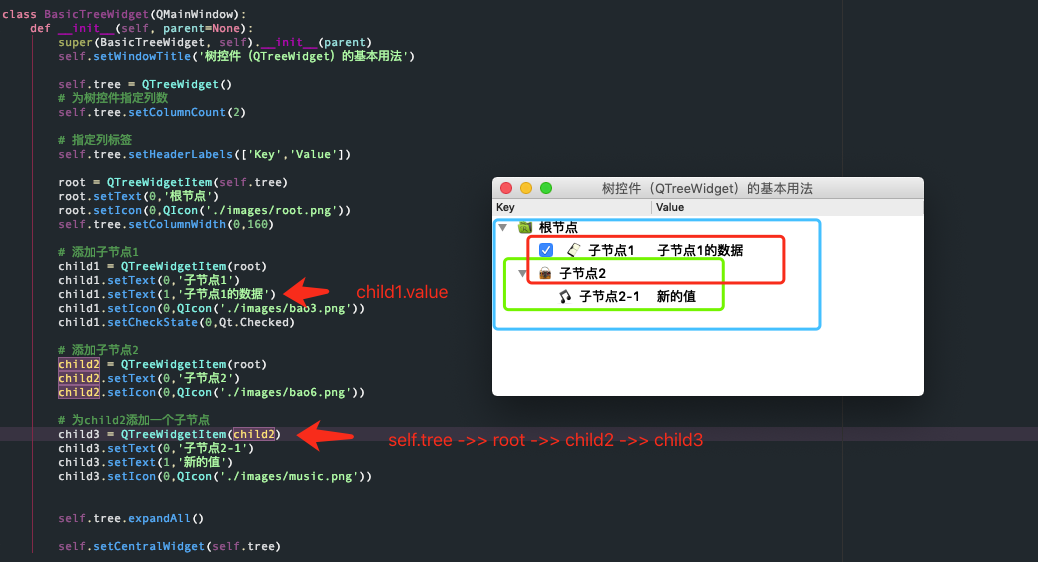 class BasicTreeWidget(QMainWindow):
def __init__(self, parent=None):
super(BasicTreeWidget, self).__init__(parent)
self.setWindowTitle('树控件（QTreeWidget）的基本用法')
self.tree = QTreeWidget()
# 为树控件指定列数
self.tree.setColumnCount(2)
# 指定列标签
self.tree.setHeaderLabels(['Key','Value'])
root = QTreeWidgetItem(self.tree)
root.setText(0,'根节点')
root.setIcon(0,QIcon('./images/root.png'))
self.tree.setColumnWidth(0,160)
# 添加子节点1
child1 = QTreeWidgetItem(root)
child1.setText(0,'子节点1')
child1.setText(1,'子节点1的数据')
child1.value
child1.setIcon(0,QIcon('./images/bao3.png'))
child1.setCheckState(0,Qt.Checked)
# 添加子节点2
child2 = QTreeWidgetItem(root)
child2.setText(0,'子节点2')
child2.setIcon(0,QIcon('./images/bao6.png'))
# 为child2添加一个子节点
child3 = QTreeWidgetItem(child2)
self.tree ->> root ->> child2 ->> child3
child3.setText(0,'子节点2-1')
child3.setText(1,'新的值')
child3.setIcon(0,QIcon('./images/music.png'))
self.tree.expandAll()
self.setCentralWidget(self.tree)
树控件（QTreeWidget）的基本用法
Key Value
根节点
子节点1 子节点1的数据
子节点2
子节点2-1 新的值